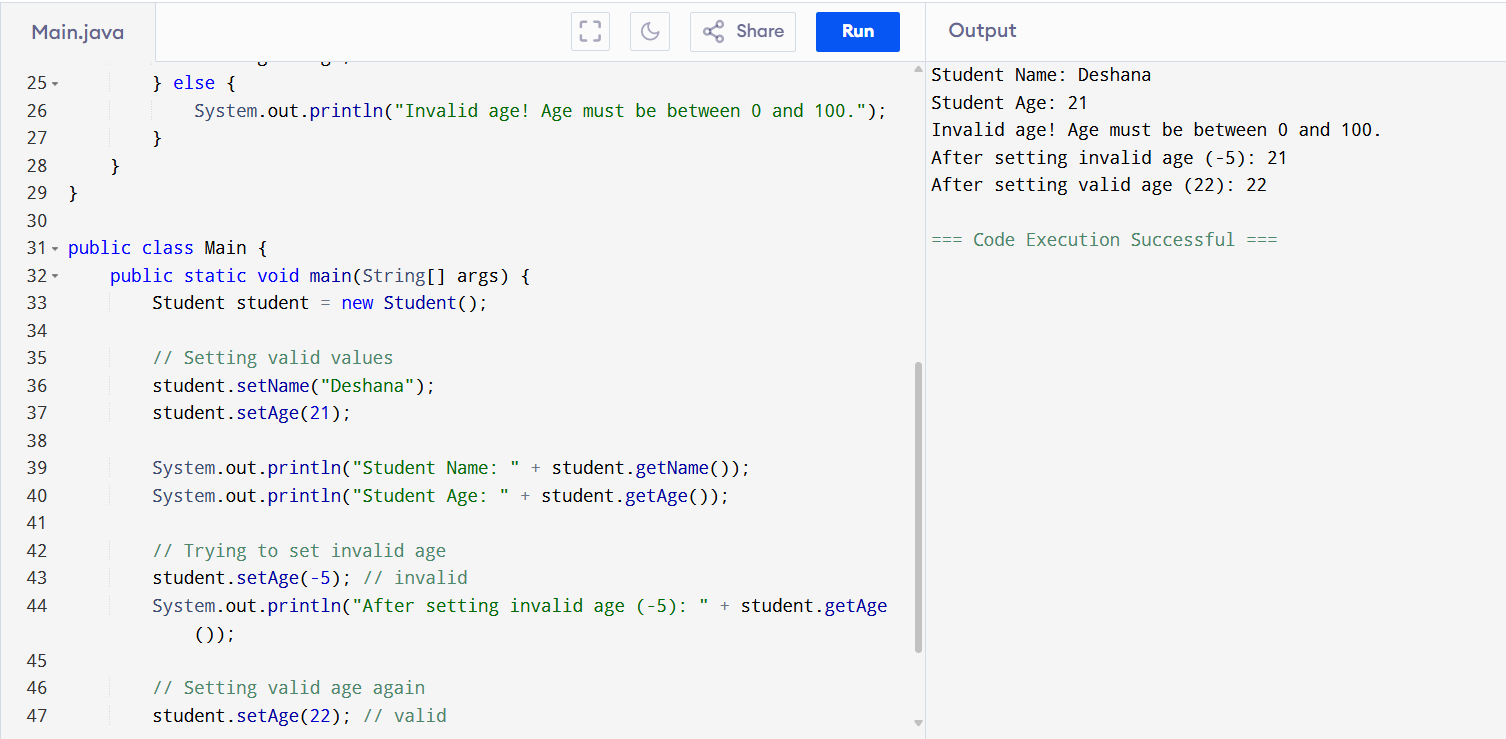 Main.java
Share
Run
Output
25 } else {
26 System.out.println("Invalid age! Age must be between 0 and 100.");
27 }
28 }
29 }
30
31 public class Main {
32 public static void main(String[] args) {
33 Student student = new Student();
34
35 // Setting valid values
36 student.setName("Deshana");
37 student.setAge(21);
38
39 System.out.println("Student Name: " + student.getName());
40 System.out.println("Student Age: " + student.getAge());
41
42 // Trying to set invalid age
43 student.setAge(-5); // invalid
44 System.out.println("After setting invalid age (-5): " + student.getAge
());
45
46 // Setting valid age again
47 student.setAge(22); // valid
Student Name: Deshana
Student Age: 21
Invalid age! Age must be between 0 and 100.
After setting invalid age (-5): 21
After setting valid age (22): 22
=== Code Execution Successful ===